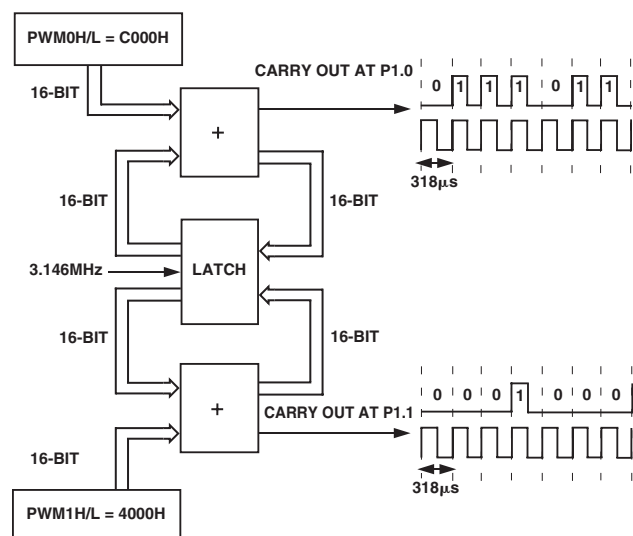 PWM0H/L = C000H
16-BIT
CARRY OUT AT P1.0
0 1 1 1 0 1 1
+
318μs
16-BIT
16-BIT
3.146MHz
LATCH
16-BIT
16-BIT
0 0 0 1 0 0 0
+
CARRY OUT AT P1.1
16-BIT
318μs
PWM1H/L = 4000H